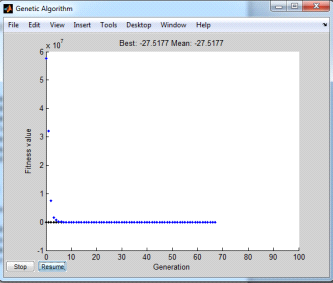 Genetic Algorithm
File Edit View Insert Tools Desktop Window Help
Best: -27.5177 Mean: -27.5177
x 10^7
6
5
4
3
2
1
0
-1
Fitness value
0 10 20 30 40 50 60 70 80 90 100
Generation
Stop Resume